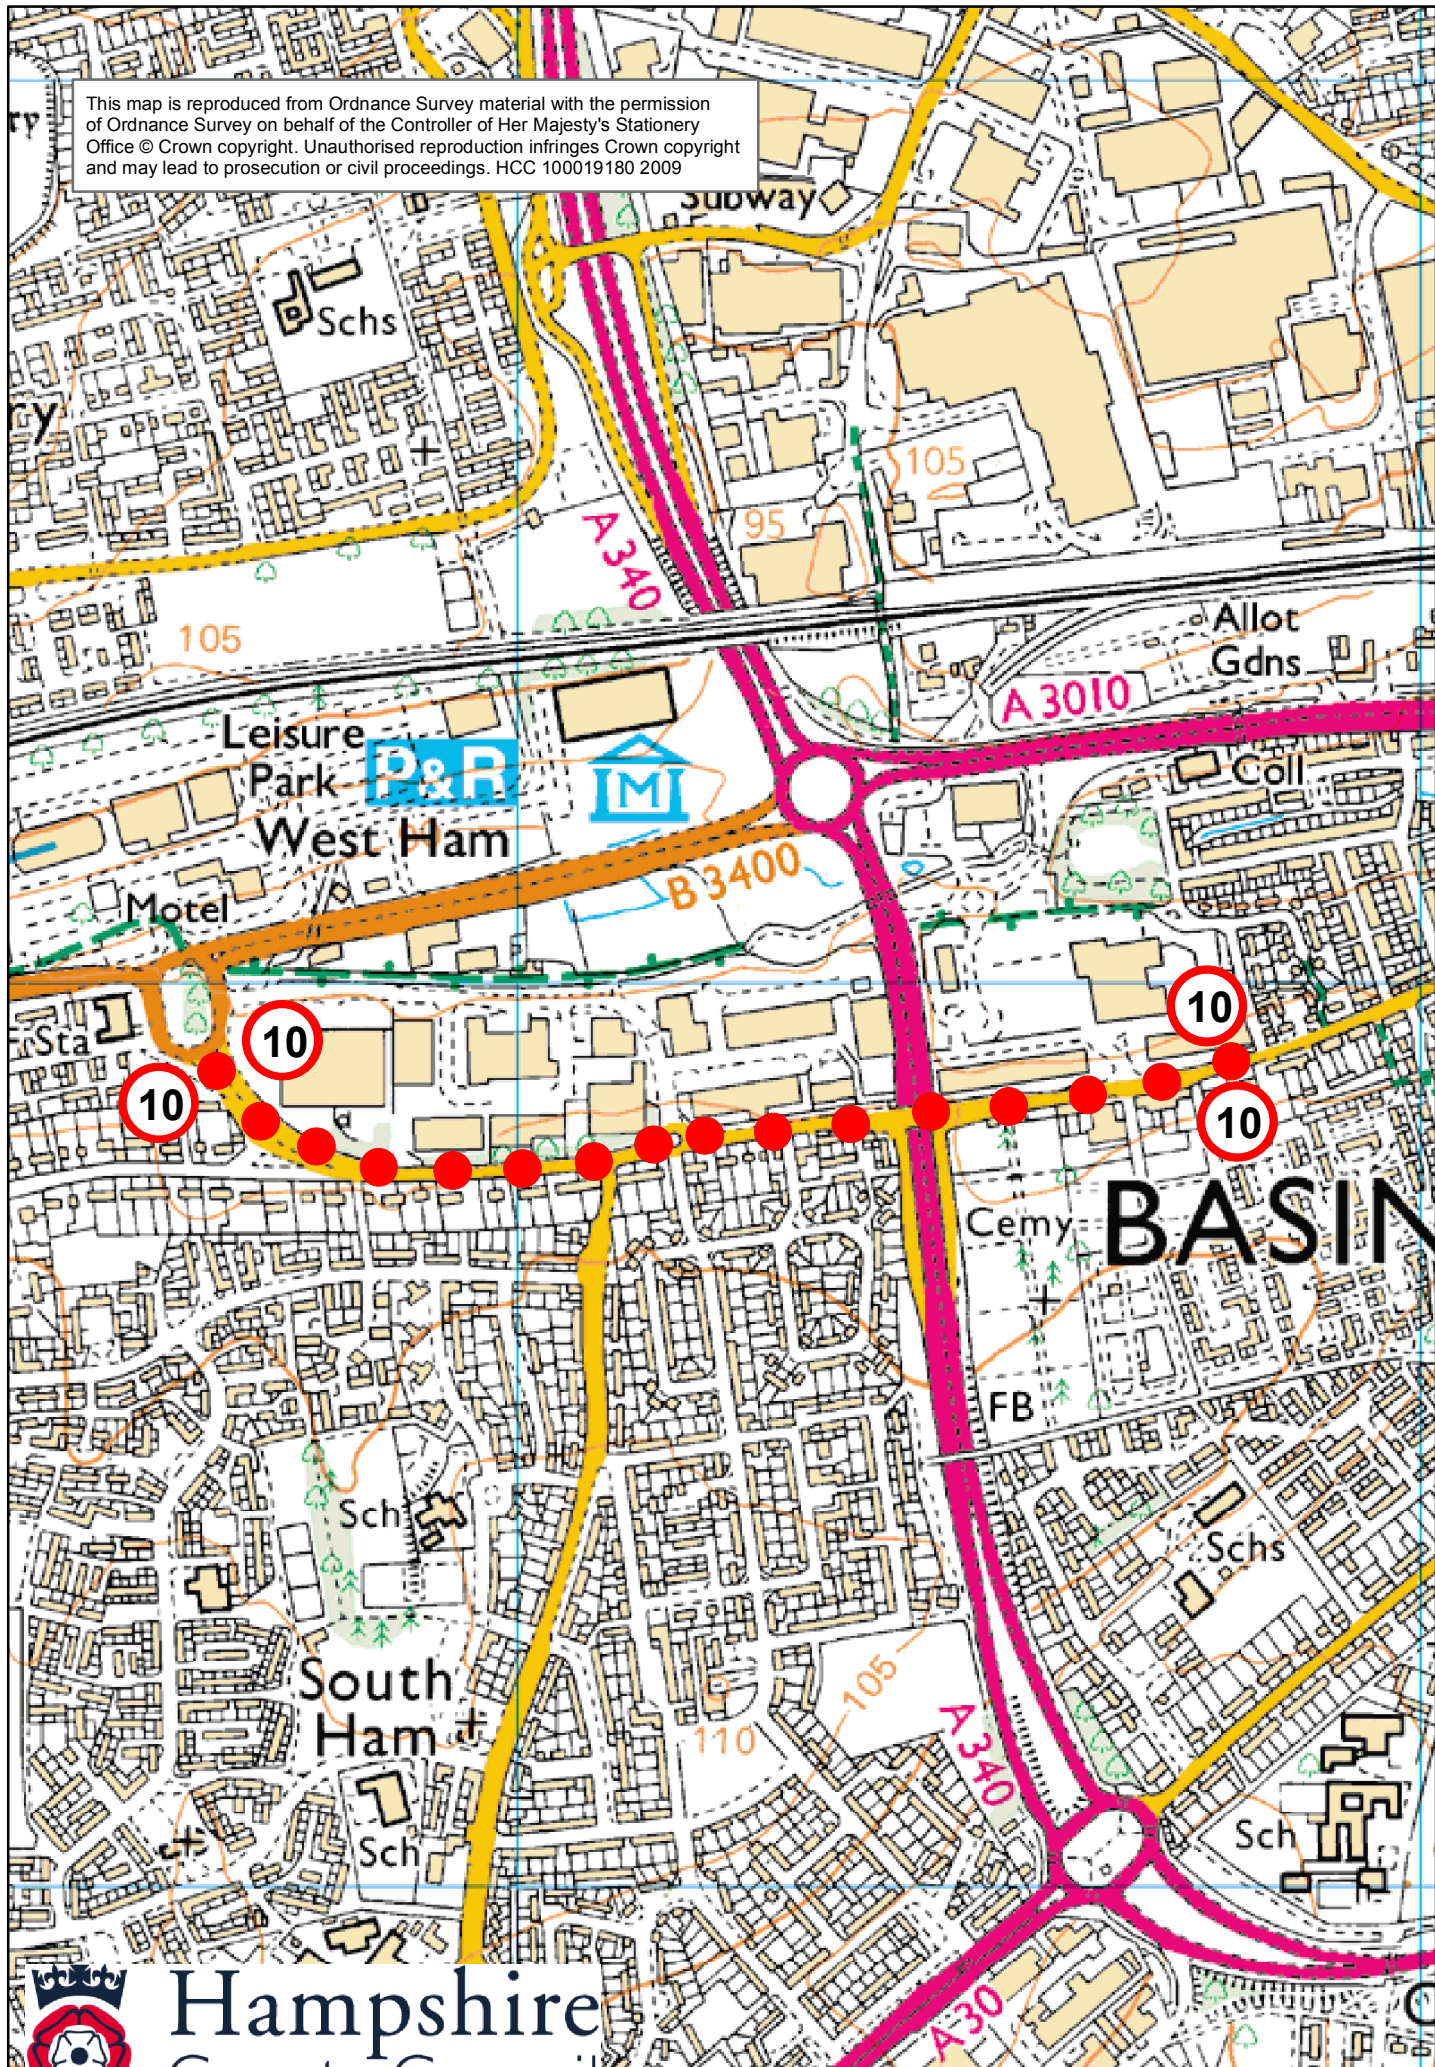 This map is reproduced from Ordnance Survey material with the permission
of Ordnance Survey on behalf of the Controller of Her Majesty's Stationery
Office © Crown copyright. Unauthorised reproduction infringes Crown copyright
and may lead to prosecution or civil proceedings. HCC 100019180 2009
ry
Subway
Schs
ry
105
A 340
95
105
Allot
Gdns
A 3010
Leisure
Park
P&R
M
Coll
West Ham
B 3400
Motel
Sta
10
10
10
10
Cemy
BASIN
FB
Sch
Schs
South
Ham
105
110
A 340
Sch
Sch
Hampshire
A 30